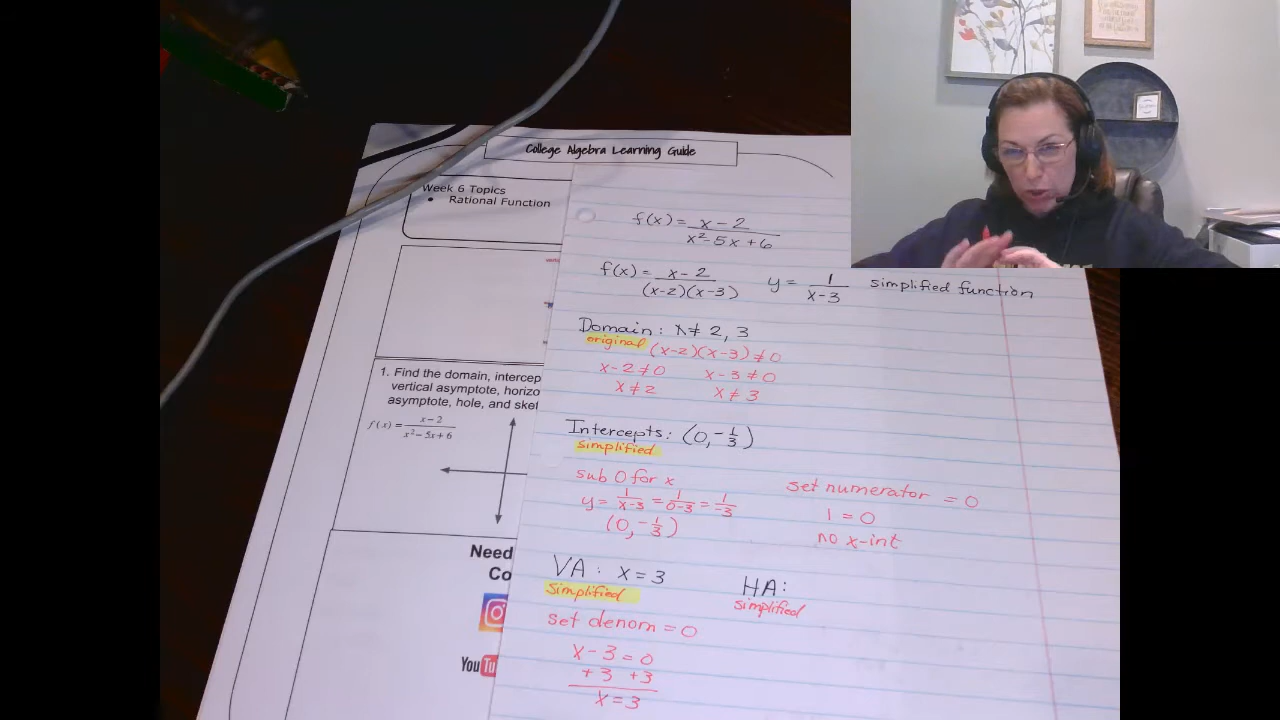 College Algebra Learning Guide
Week 6 Topics
• Rational Function
1. Find the domain, intercep
vertical asymptote, horizo
asymptote, hole, and sket
f(x) = x-2 / x²-5x+6
Need
Co
YouTu
f(x) = x-2 / x²-5x+6
f(x) = x-2 / (x-2)(x-3) y = 1 / x-3 simplified function
Domain: x ≠ 2, 3
original (x-2)(x-3) ≠ 0
x-2 ≠ 0 x-3 ≠ 0
x ≠ 2 x ≠ 3
Intercepts: (0, -1/3)
simplified
sub 0 for x set numerator = 0
y = 1/x-3 = 1/0-3 = 1/-3 1 = 0
(0, -1/3) no x-int
VA: x = 3 HA:
simplified simplified
set denom = 0
x-3 = 0
+3 +3
x = 3